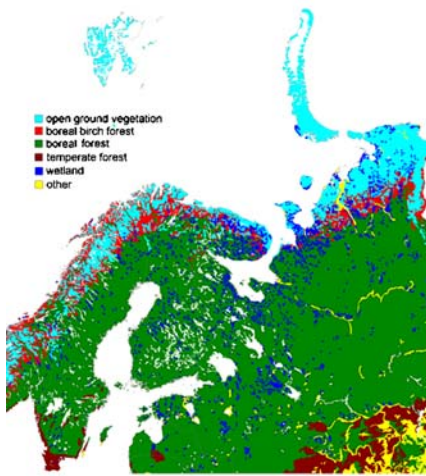 open ground vegetation
boreal birch forest
boreal forest
temperate forest
wetland
other